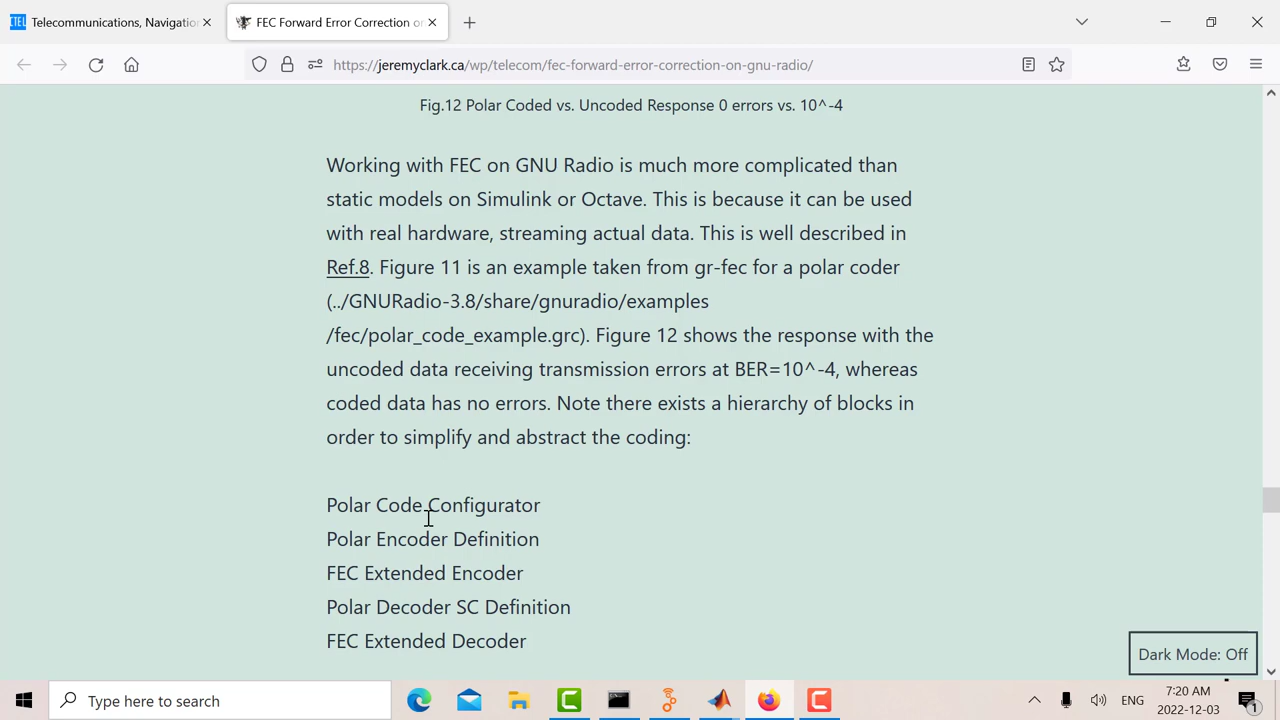 CTEL Telecommunications, Navigation
FEC Forward Error Correction on
https://jeremyclark.ca/wp/telecom/fec-forward-error-correction-on-gnu-radio/
Fig.12 Polar Coded vs. Uncoded Response 0 errors vs. 10^-4
Working with FEC on GNU Radio is much more complicated than
static models on Simulink or Octave. This is because it can be used
with real hardware, streaming actual data. This is well described in
Ref.8. Figure 11 is an example taken from gr-fec for a polar coder
(../GNURadio-3.8/share/gnuradio/examples
/fec/polar_code_example.grc). Figure 12 shows the response with the
uncoded data receiving transmission errors at BER=10^-4, whereas
coded data has no errors. Note there exists a hierarchy of blocks in
order to simplify and abstract the coding:
Polar Code Configurator
Polar Encoder Definition
FEC Extended Encoder
Polar Decoder SC Definition
FEC Extended Decoder
Dark Mode: Off
Type here to search
ENG
7:20 AM
2022-12-03
1